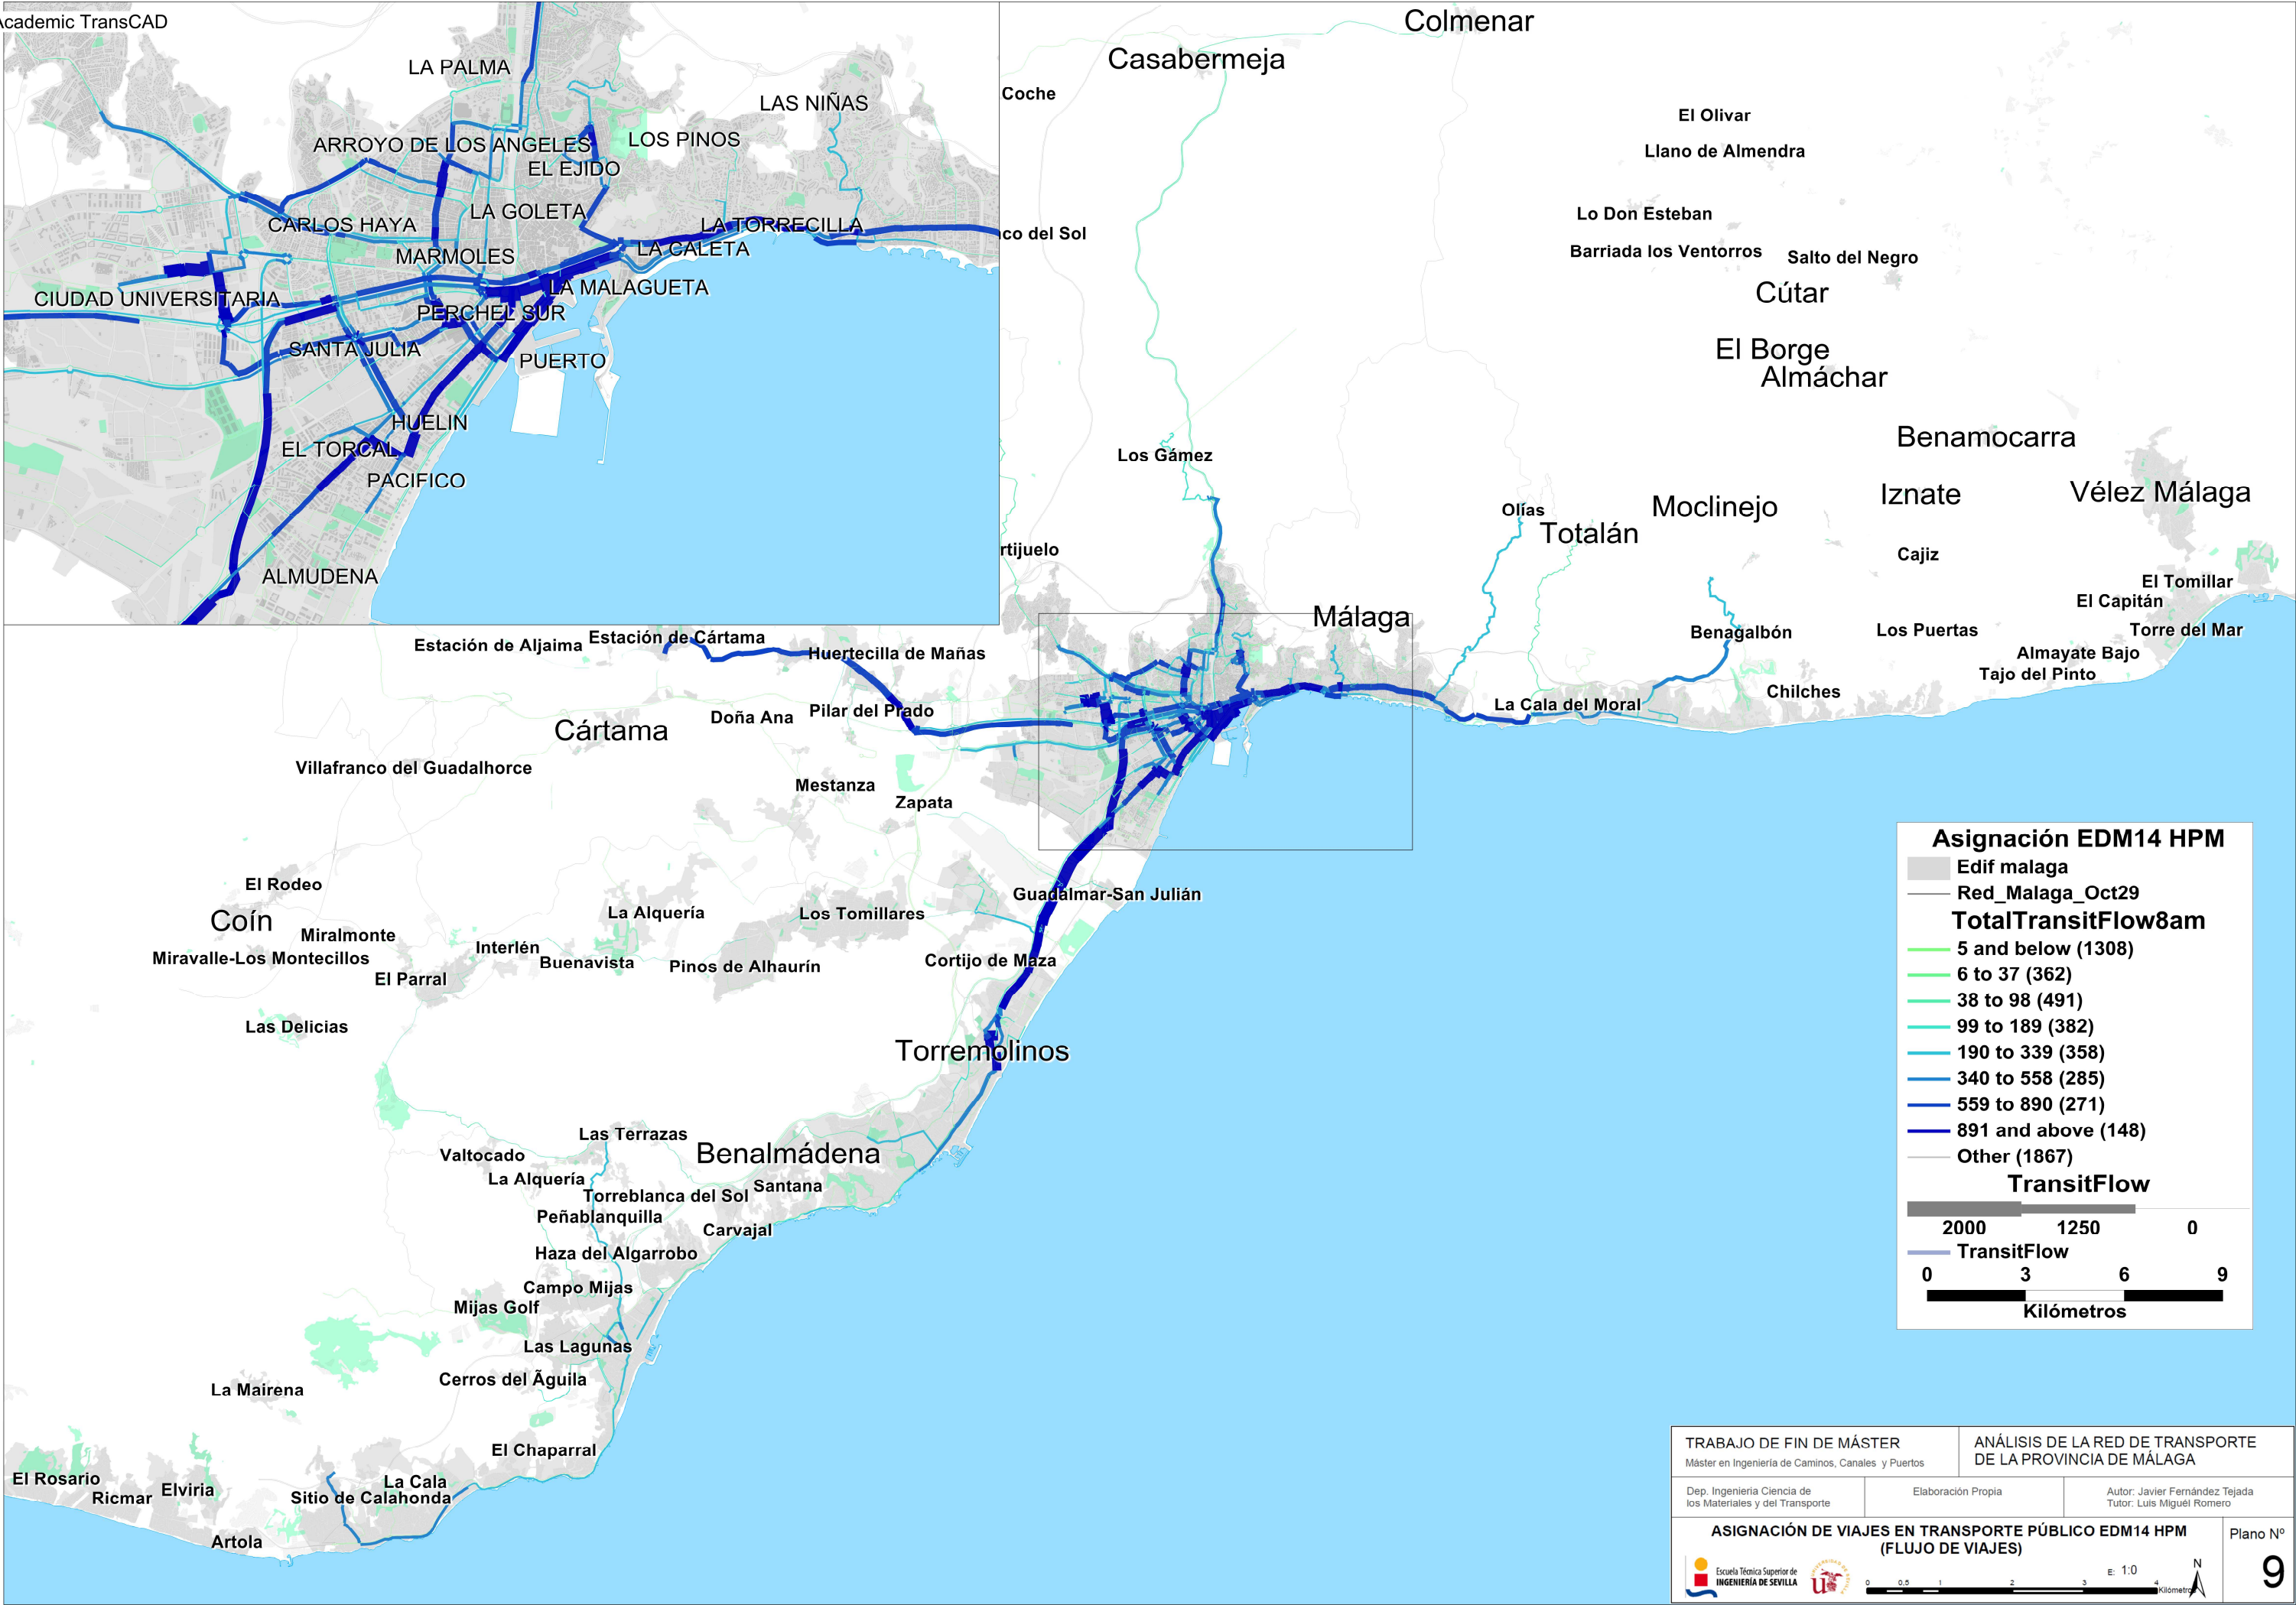 Academic TransCAD
LA PALMA
LAS NIÑAS
ARROYO DE LOS ANGELES
LOS PINOS
EL EJIDO
LA GOLETA
CARLOS HAYA
LA TORRECILLA
LA CALETA
MARMOLES
LA MALAGUETA
CIUDAD UNIVERSITARIA
PERCHEL SUR
SANTA JULIA
PUERTO
HUELIN
EL TORCAL
PACIFICO
ALMUDENA
Colmenar
Casabermeja
Coche
El Olivar
Llano de Almendra
Lo Don Esteban
co del Sol
Barriada los Ventorros
Salto del Negro
Cútar
El Borge
Almáchar
Benamocarra
Los Gámez
Iznate
Vélez Málaga
Moclinejo
Olías
Totalán
rtijuelo
Cajiz
El Tomillar
El Capitán
Málaga
Benagalbón
Los Puertas
Torre del Mar
Almayate Bajo
Tajo del Pinto
Chilches
La Cala del Moral
Estación de Aljaima
Estación de Cártama
Huertecilla de Mañas
Doña Ana
Pilar del Prado
Cártama
Villafranco del Guadalhorce
Mestanza
Zapata
El Rodeo
Guadalmar-San Julián
Coín
La Alquería
Los Tomillares
Miralmonte
Interlén
Miravalle-Los Montecillos
Buenavista
Pinos de Alhaurín
Cortijo de Maza
El Parral
Las Delicias
Torremolinos
Las Terrazas
Valtocado
Benalmádena
La Alquería
Santana
Torreblanca del Sol
Peñablanquilla
Carvajal
Haza del Algarrobo
Campo Mijas
Mijas Golf
Las Lagunas
Cerros del Ãguila
La Mairena
El Chaparral
El Rosario
La Cala
Elviria
Ricmar
Sitio de Calahonda
Artola
Asignación EDM14 HPM
Edif malaga
Red_Malaga_Oct29
TotalTransitFlow8am
5 and below (1308)
6 to 37 (362)
38 to 98 (491)
99 to 189 (382)
190 to 339 (358)
340 to 558 (285)
559 to 890 (271)
891 and above (148)
Other (1867)
TransitFlow
2000 1250 0
TransitFlow
0 3 6 9
Kilómetros
TRABAJO DE FIN DE MÁSTER
Máster en Ingeniería de Caminos, Canales y Puertos
ANÁLISIS DE LA RED DE TRANSPORTE
DE LA PROVINCIA DE MÁLAGA
Dep. Ingenieria Ciencia de
los Materiales y del Transporte
Elaboración Propia
Autor: Javier Fernández Tejada
Tutor: Luis Miguél Romero
ASIGNACIÓN DE VIAJES EN TRANSPORTE PÚBLICO EDM14 HPM
(FLUJO DE VIAJES)
Plano Nº
9
Escuela Técnica Superior de
INGENIERÍA DE SEVILLA
E: 1:0
N
0 0,5 1 2 3 4
Kilómetros